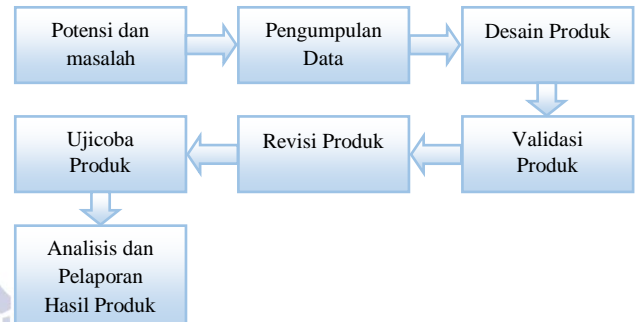 Potensi dan
masalah
Pengumpulan
Data
Desain Produk
Validasi
Produk
Revisi Produk
Ujicoba
Produk
Analisis dan
Pelaporan
Hasil Produk